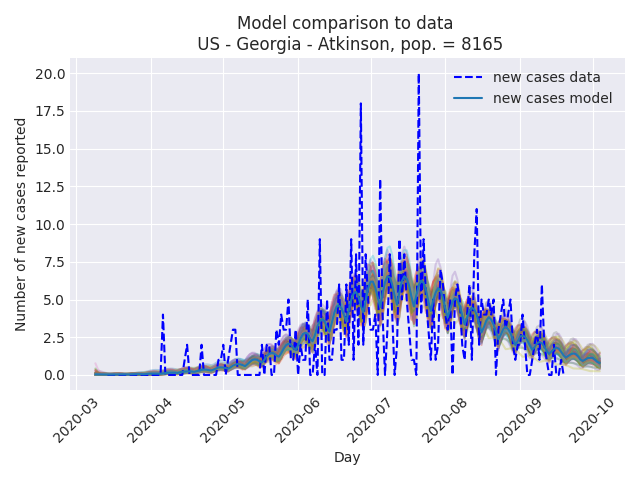 Model comparison to data
US - Georgia - Atkinson, pop. = 8165
new cases data
new cases model
Number of new cases reported
20.0
17.5
15.0
12.5
10.0
7.5
5.0
2.5
0.0
2020-03
2020-04
2020-05
2020-06
2020-07
2020-08
2020-09
2020-10
Day